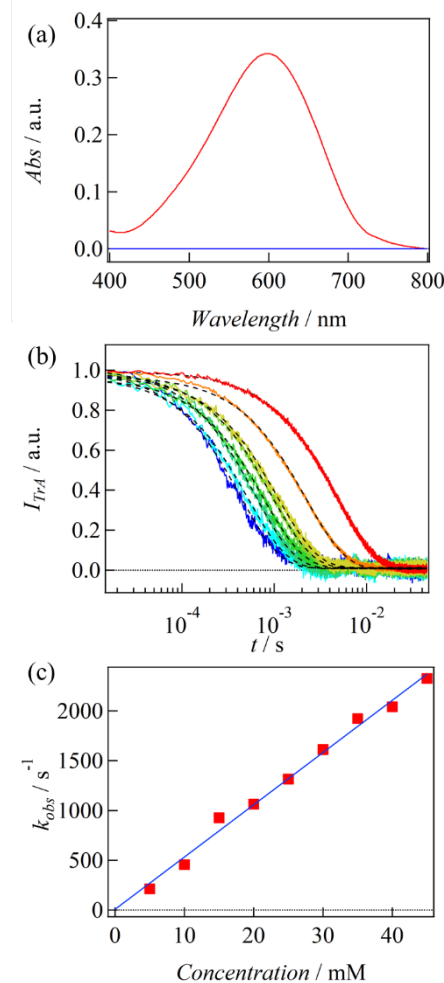 (a)
0.4
0.3
0.2
0.1
0.0
Abs / a.u.
400 500 600 700 800
Wavelength / nm
(b)
1.0
0.8
0.6
0.4
0.2
0.0
I_TrA / a.u.
10^-4 10^-3 10^-2
t / s
(c)
2000
1500
1000
500
0
k_obs / s^-1
0 10 20 30 40
Concentration / mM